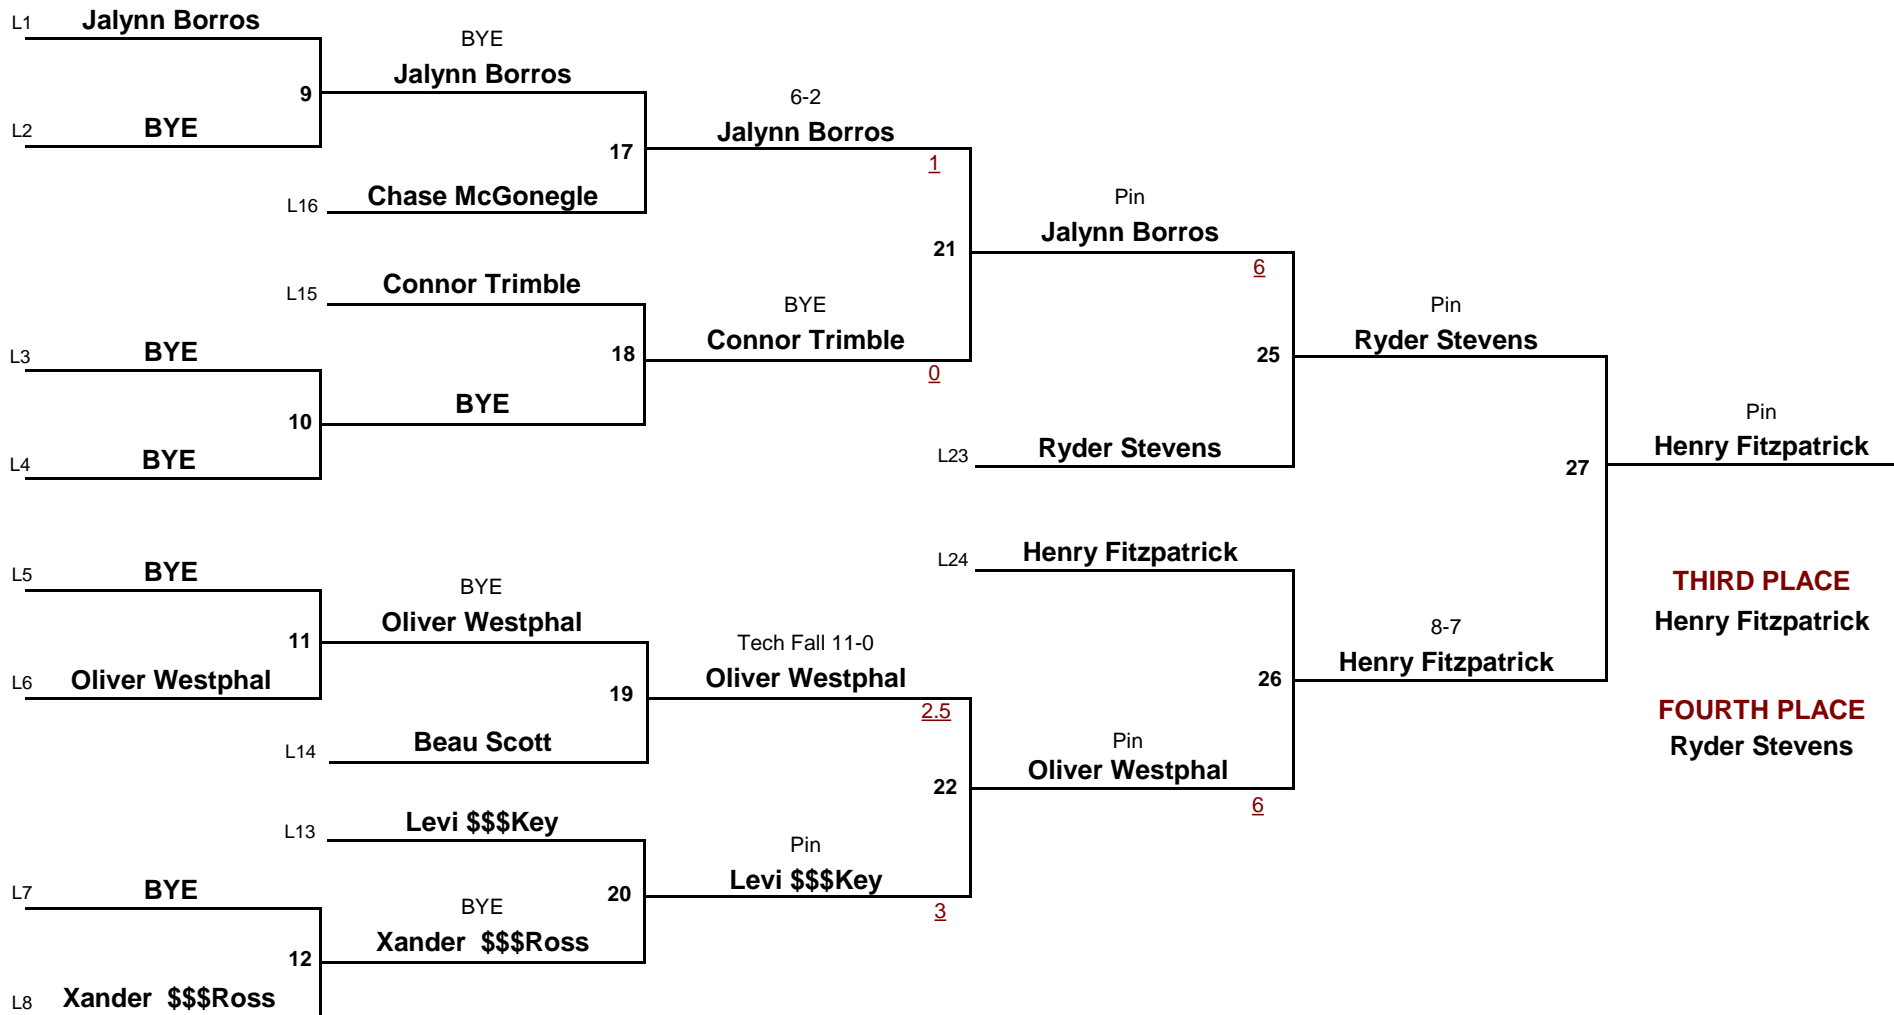 L1 Jalynn Borros
BYE
Jalynn Borros
9
6-2
L2 BYE
Jalynn Borros
17
1
L16 Chase McGonegle
Pin
Jalynn Borros
21
6
L15 Connor Trimble
BYE
Pin
L3 BYE
18
Connor Trimble
25
Ryder Stevens
0
10
BYE
Pin
L4 BYE
L23 Ryder Stevens
27
Henry Fitzpatrick
L24 Henry Fitzpatrick
L5 BYE
BYE
THIRD PLACE
11
Oliver Westphal
Tech Fall 11-0
8-7
Henry Fitzpatrick
L6 Oliver Westphal
19
Oliver Westphal
26
Henry Fitzpatrick
2.5
FOURTH PLACE
L14 Beau Scott
Pin
Ryder Stevens
22
Oliver Westphal
6
L13 Levi $$$Key
Pin
L7 BYE
BYE
20
Levi $$$Key
3
12
Xander  $$$Ross
L8 Xander  $$$Ross